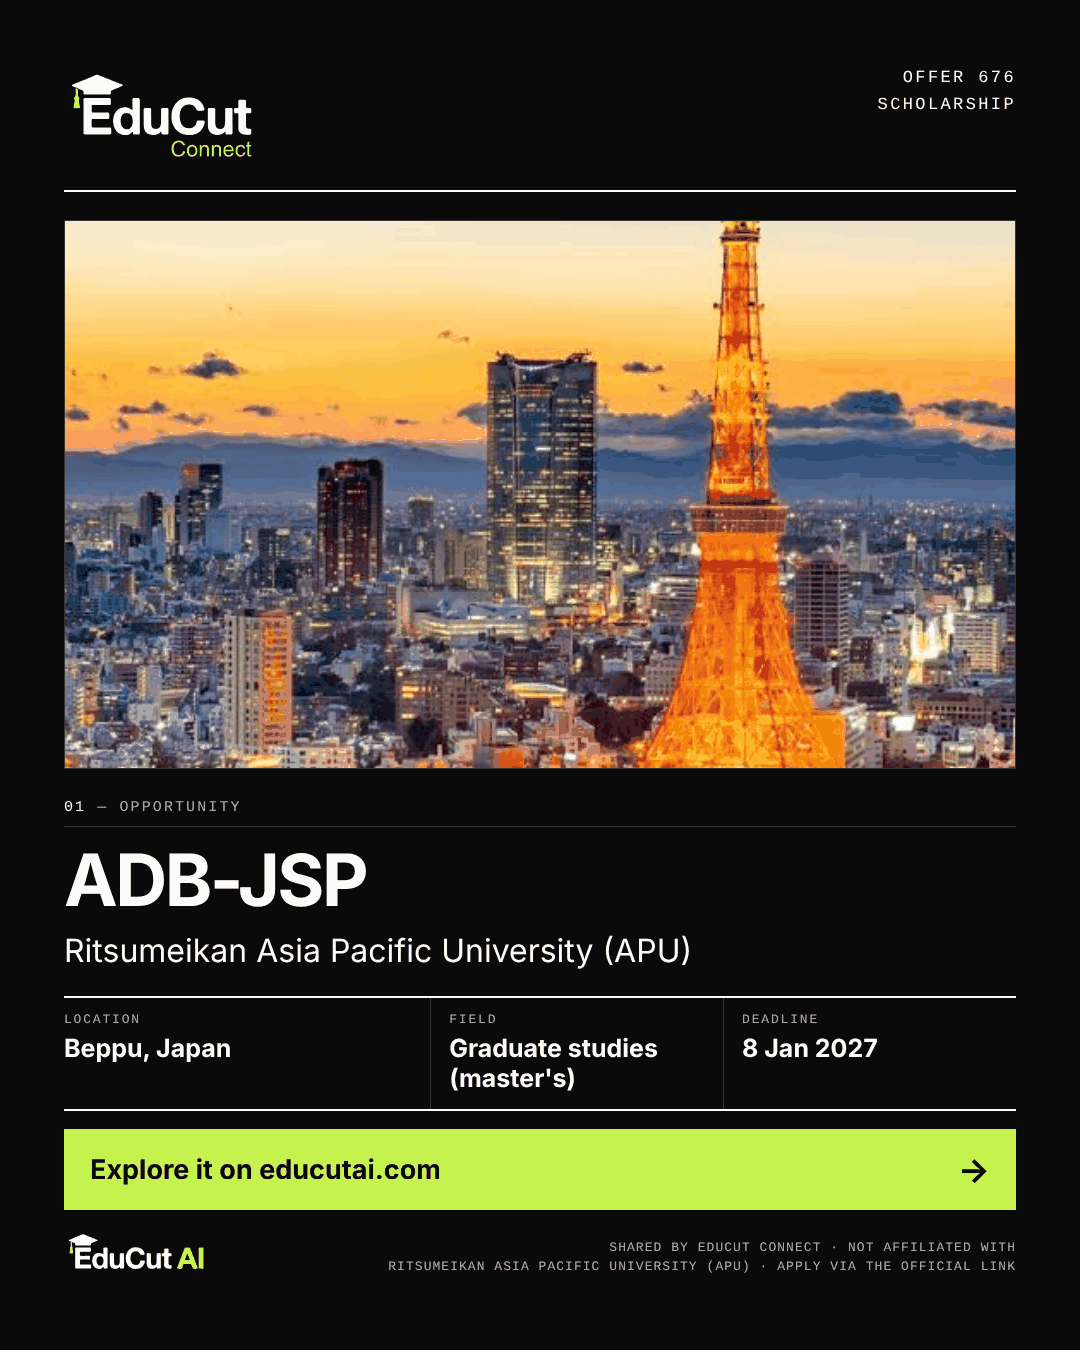 EduCut
Connect
OFFER 676
SCHOLARSHIP
01 — OPPORTUNITY
ADB-JSP
Ritsumeikan Asia Pacific University (APU)
LOCATION
Beppu, Japan
FIELD
Graduate studies
(master's)
DEADLINE
8 Jan 2027
Explore it on educutai.com →
EduCut AI
SHARED BY EDUCUT CONNECT · NOT AFFILIATED WITH
RITSUMEIKAN ASIA PACIFIC UNIVERSITY (APU) · APPLY VIA THE OFFICIAL LINK